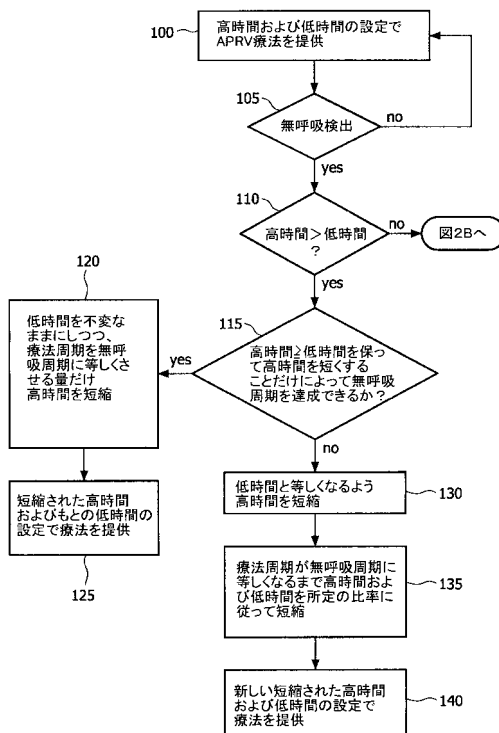 100
高時間および低時間の設定で
APRV療法を提供
105
無呼吸検出
no
yes
110
高時間>低時間
?
no
図2Bへ
yes
120
低時間を不変な
ままにしつつ、
療法周期を無呼
吸周期に等しくさ
せる量だけ
高時間を短縮
115
高時間≧低時間を保っ
て高時間を短くする
ことだけによって無呼吸
周期を達成できるか?
yes
no
短縮された高時間
およびもとの低時間の
設定で療法を提供
125
低時間と等しくなるよう
高時間を短縮
130
療法周期が無呼吸周期に
等しくなるまで高時間およ
び低時間を所定の比率に
従って短縮
135
新しい短縮された高時間
および低時間の設定で
療法を提供
140